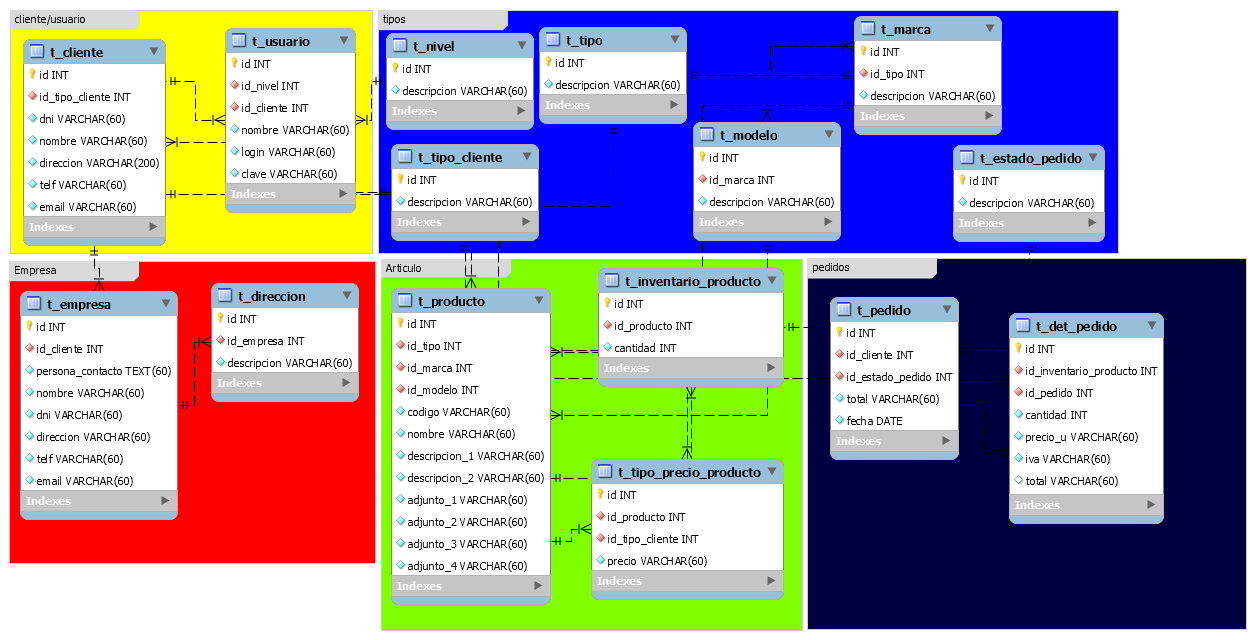 cliente/usuario
t_cliente
id INT
id_tipo_cliente INT
dni VARCHAR(60)
nombre VARCHAR(60)
direccion VARCHAR(200)
telf VARCHAR(60)
email VARCHAR(60)
Indexes
t_usuario
id INT
id_nivel INT
id_cliente INT
nombre VARCHAR(60)
login VARCHAR(60)
clave VARCHAR(60)
Indexes
tipos
t_nivel
id INT
descripcion VARCHAR(60)
Indexes
t_tipo
id INT
descripcion VARCHAR(60)
Indexes
t_marca
id INT
id_tipo INT
descripcion VARCHAR(60)
Indexes
t_tipo_cliente
id INT
descripcion VARCHAR(60)
Indexes
t_modelo
id INT
id_marca INT
descripcion VARCHAR(60)
Indexes
t_estado_pedido
id INT
descripcion VARCHAR(60)
Indexes
Empresa
t_empresa
id INT
id_cliente INT
persona_contacto TEXT(60)
nombre VARCHAR(60)
dni VARCHAR(60)
direccion VARCHAR(60)
telf VARCHAR(60)
email VARCHAR(60)
Indexes
t_direccion
id INT
id_empresa INT
descripcion VARCHAR(60)
Indexes
Articulo
t_producto
id INT
id_tipo INT
id_marca INT
id_modelo INT
codigo VARCHAR(60)
nombre VARCHAR(60)
descripcion_1 VARCHAR(60)
descripcion_2 VARCHAR(60)
adjunto_1 VARCHAR(60)
adjunto_2 VARCHAR(60)
adjunto_3 VARCHAR(60)
adjunto_4 VARCHAR(60)
Indexes
t_inventario_producto
id INT
id_producto INT
cantidad INT
Indexes
t_tipo_precio_producto
id INT
id_producto INT
id_tipo_cliente INT
precio VARCHAR(60)
Indexes
pedidos
t_pedido
id INT
id_cliente INT
id_estado_pedido INT
total VARCHAR(60)
fecha DATE
Indexes
t_det_pedido
id INT
id_inventario_producto INT
id_pedido INT
cantidad INT
precio_u VARCHAR(60)
iva VARCHAR(60)
total VARCHAR(60)
Indexes